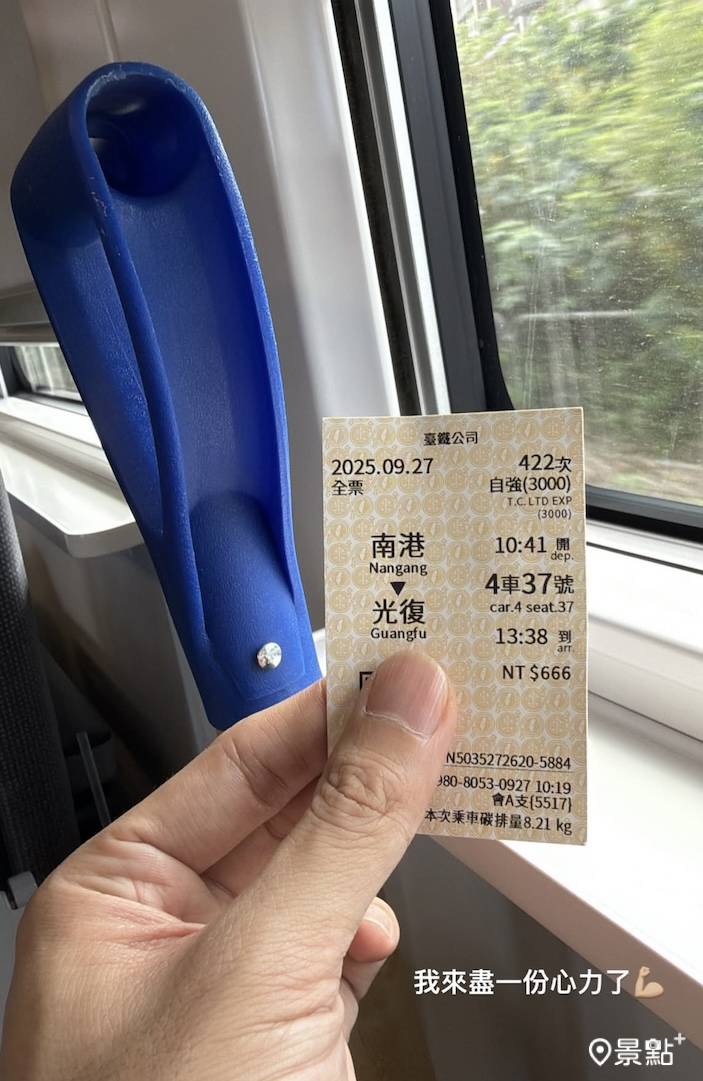 臺鐵公司
2025.09.27 422次
全票 自強(3000)
T.C. LTD EXP
(3000)
南港 10:41 開
Nangang dep.
4車37號
光復 car.4 seat.37
Guangfu 13:38 到
arr.
NT $666
N5035272620-5884
980-8053-0927 10:19
會A支{5517}
本次乘車碳排量8.21 kg
我來盡一份心力了💪🏼
景點+